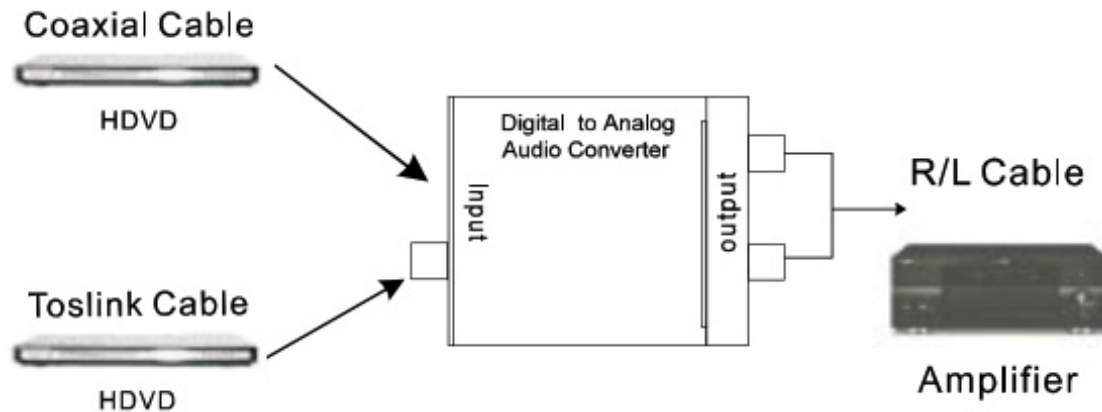 Coaxial Cable
HDVD
Toslink Cable
HDVD
Digital to Analog
Audio Converter
Input
output
R/L Cable
Amplifier